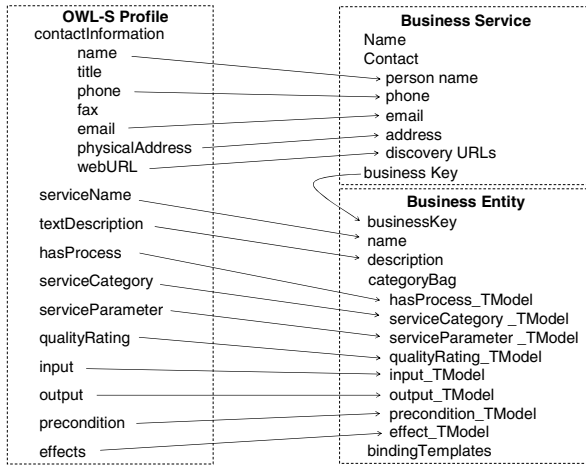 OWL-S Profile
contactInformation
name
title
phone
fax
email
physicalAddress
webURL
serviceName
textDescription
hasProcess
serviceCategory
serviceParameter
qualityRating
input
output
precondition
effects
Business Service
Name
Contact
person name
phone
email
address
discovery URLs
business Key
Business Entity
businessKey
name
description
categoryBag
hasProcess_TModel
serviceCategory _TModel
serviceParameter _TModel
qualityRating_TModel
input_TModel
output_TModel
precondition_TModel
effect_TModel
bindingTemplates